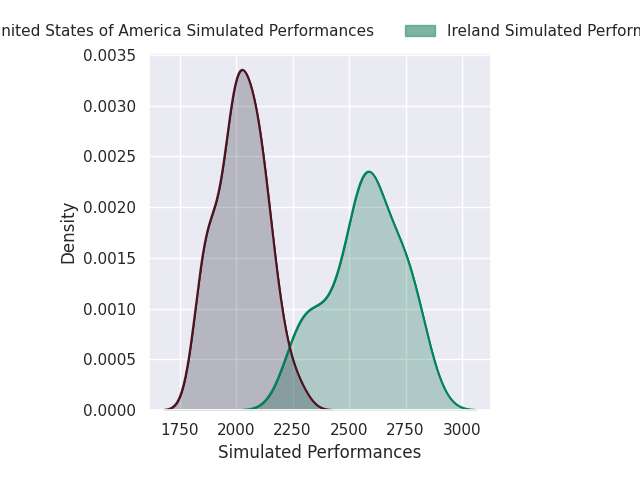 nited States of America Simulated Performances Ireland Simulated Perforn
0.0035
0.0030
0.0025
0.0020
0.0015
0.0010
0.0005
0.0000
Density
1750 2000 2250 2500 2750 3000
Simulated Performances